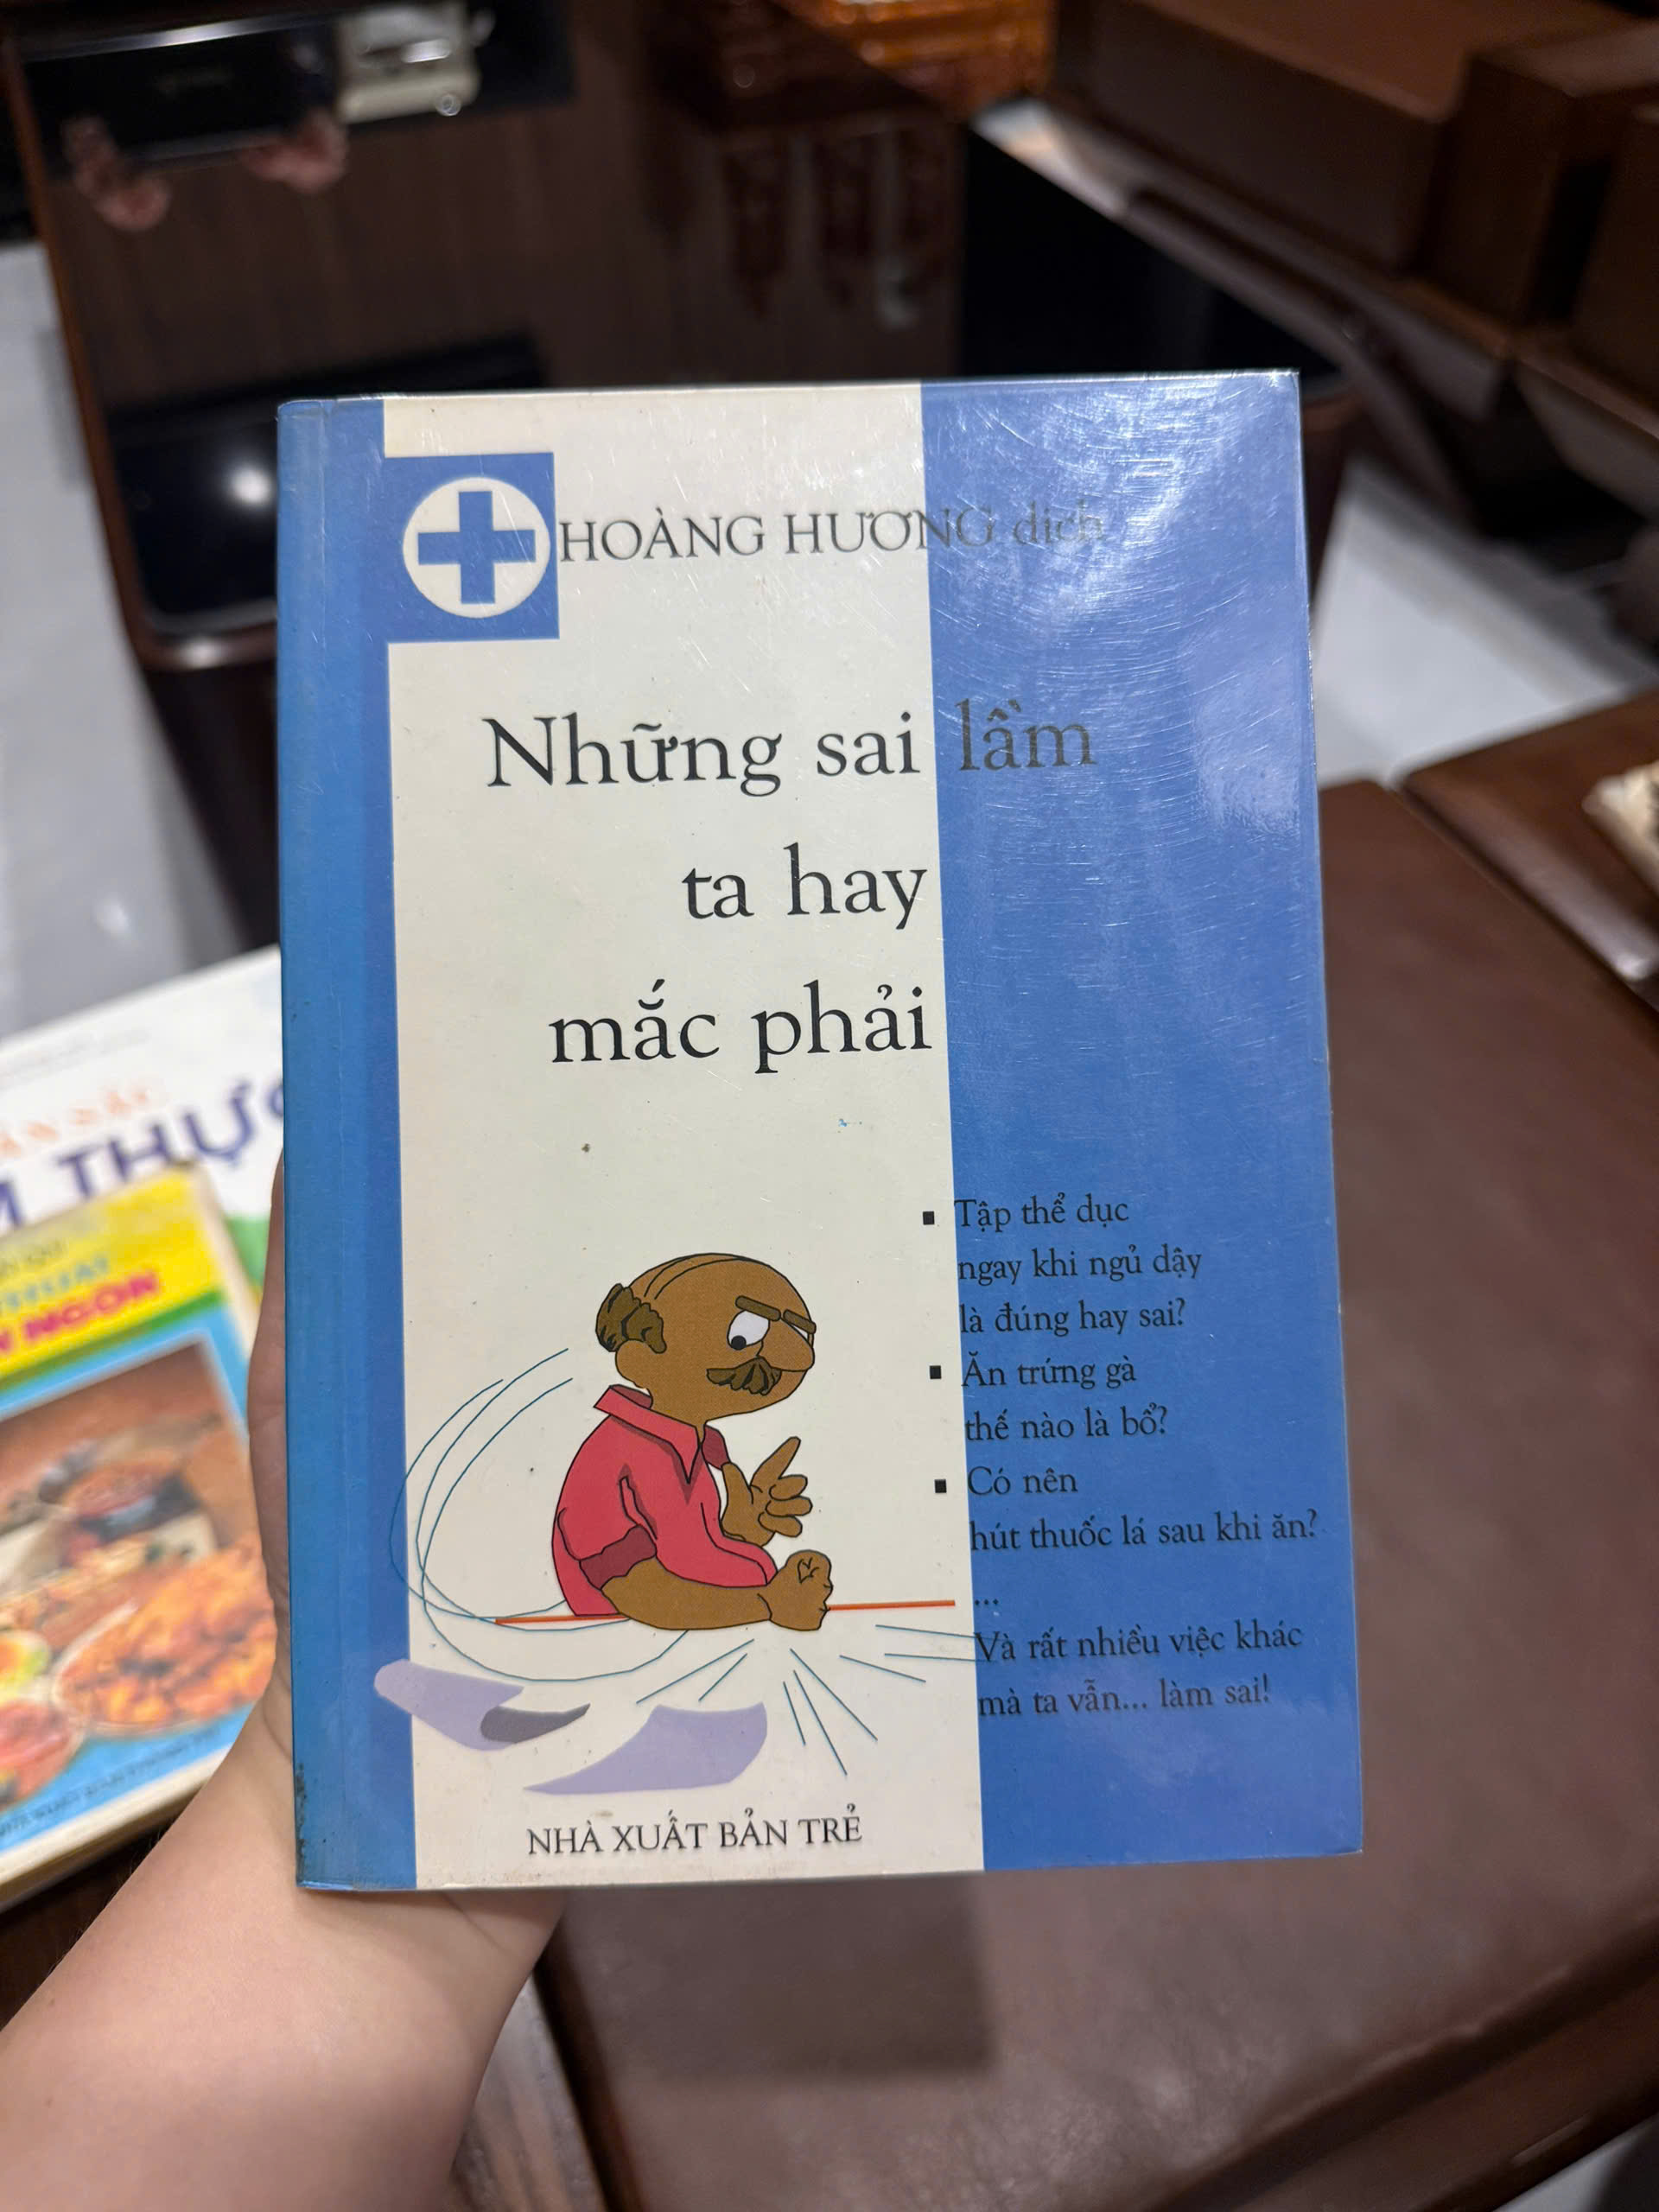 HOÀNG HƯƠNG dịch
Những sai lầm
ta hay
mắc phải
▪ Tập thể dục
ngay khi ngủ dậy
là đúng hay sai?
▪ Ăn trứng gà
thế nào là bổ?
▪ Có nên
hút thuốc lá sau khi ăn?
...
Và rất nhiều việc khác
mà ta vẫn... làm sai!
NHÀ XUẤT BẢN TRẺ
THỰC
NGON